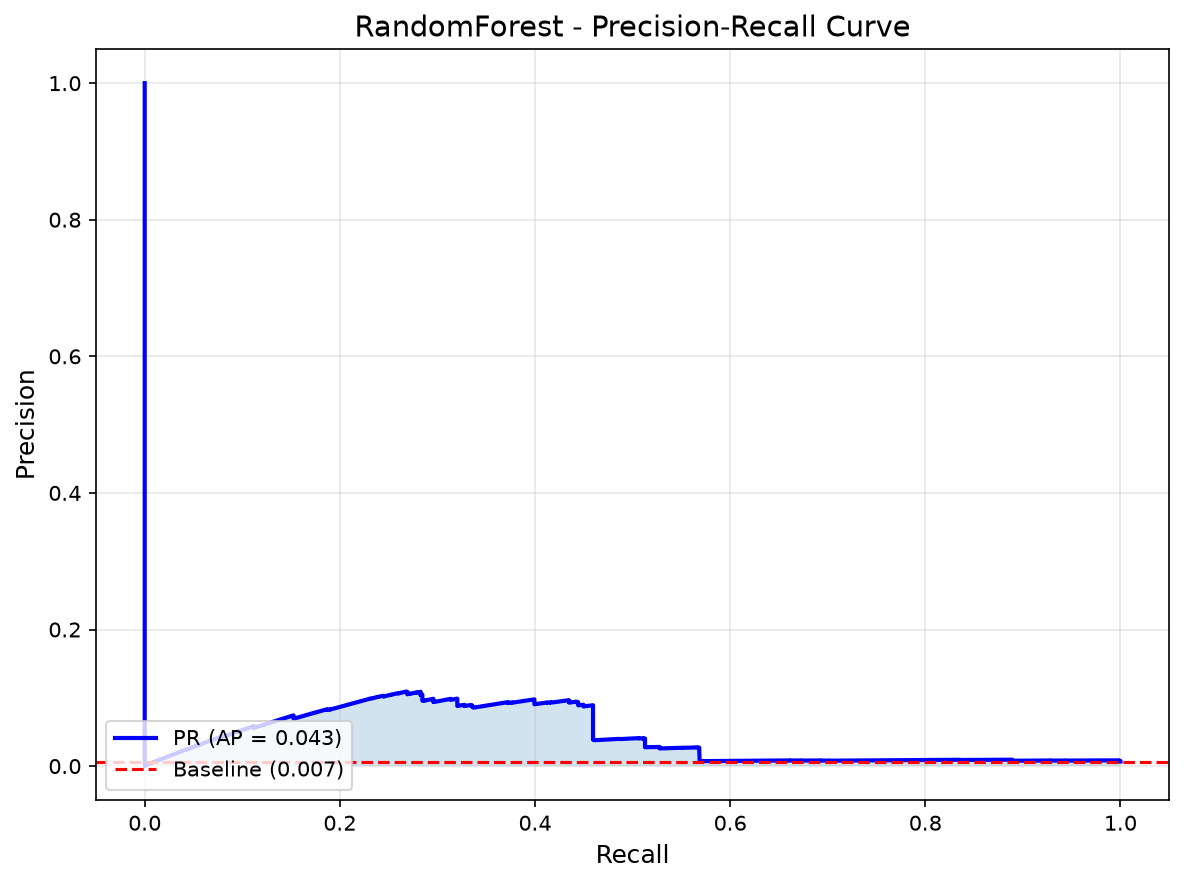 RandomForest - Precision-Recall Curve
Precision
1.0
0.8
0.6
0.4
0.2
0.0
PR (AP = 0.043)
Baseline (0.007)
0.0 0.2 0.4 0.6 0.8 1.0
Recall